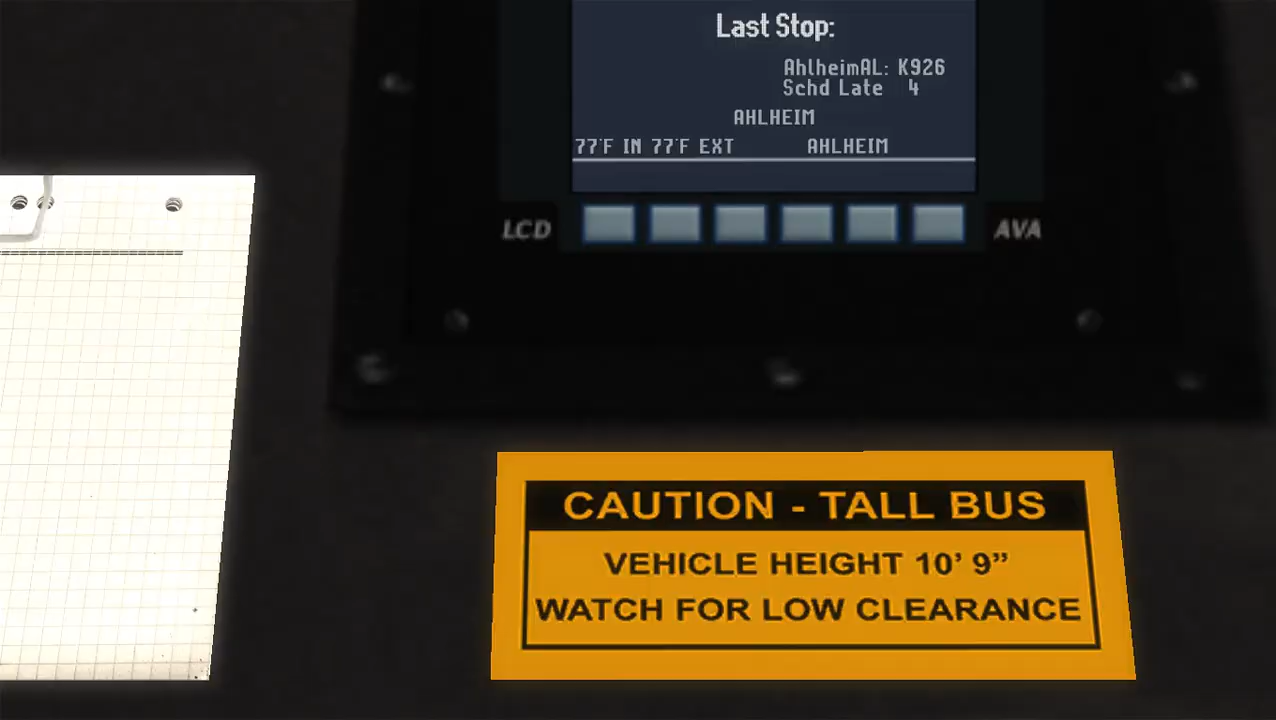 Last Stop:
AhlheimAL: K926
Schd Late 4
AHLHEIM
77°F IN 77°F EXT AHLHEIM
LCD
AVA
CAUTION - TALL BUS
VEHICLE HEIGHT 10’ 9”
WATCH FOR LOW CLEARANCE